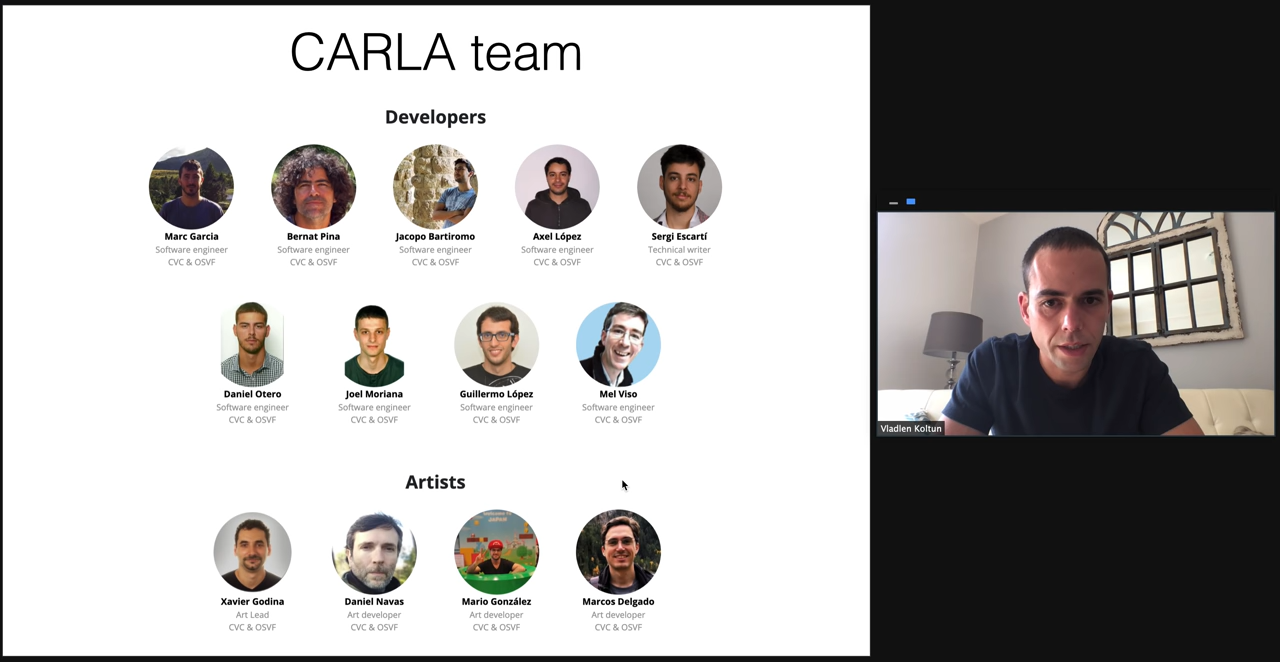 CARLA team
Developers
Marc Garcia
Software engineer
CVC & OSVF
Bernat Pina
Software engineer
CVC & OSVF
Jacopo Bartiromo
Software engineer
CVC & OSVF
Axel López
Software engineer
CVC & OSVF
Sergi Escartí
Technical writer
CVC & OSVF
Daniel Otero
Software engineer
CVC & OSVF
Joel Moriana
Software engineer
CVC & OSVF
Guillermo López
Software engineer
CVC & OSVF
Mel Viso
Software engineer
CVC & OSVF
Artists
Xavier Godina
Art Lead
CVC & OSVF
Daniel Navas
Art developer
CVC & OSVF
WELCOME TO
JAPAN
Mario González
Art developer
CVC & OSVF
Marcos Delgado
Art developer
CVC & OSVF
Vladlen Koltun